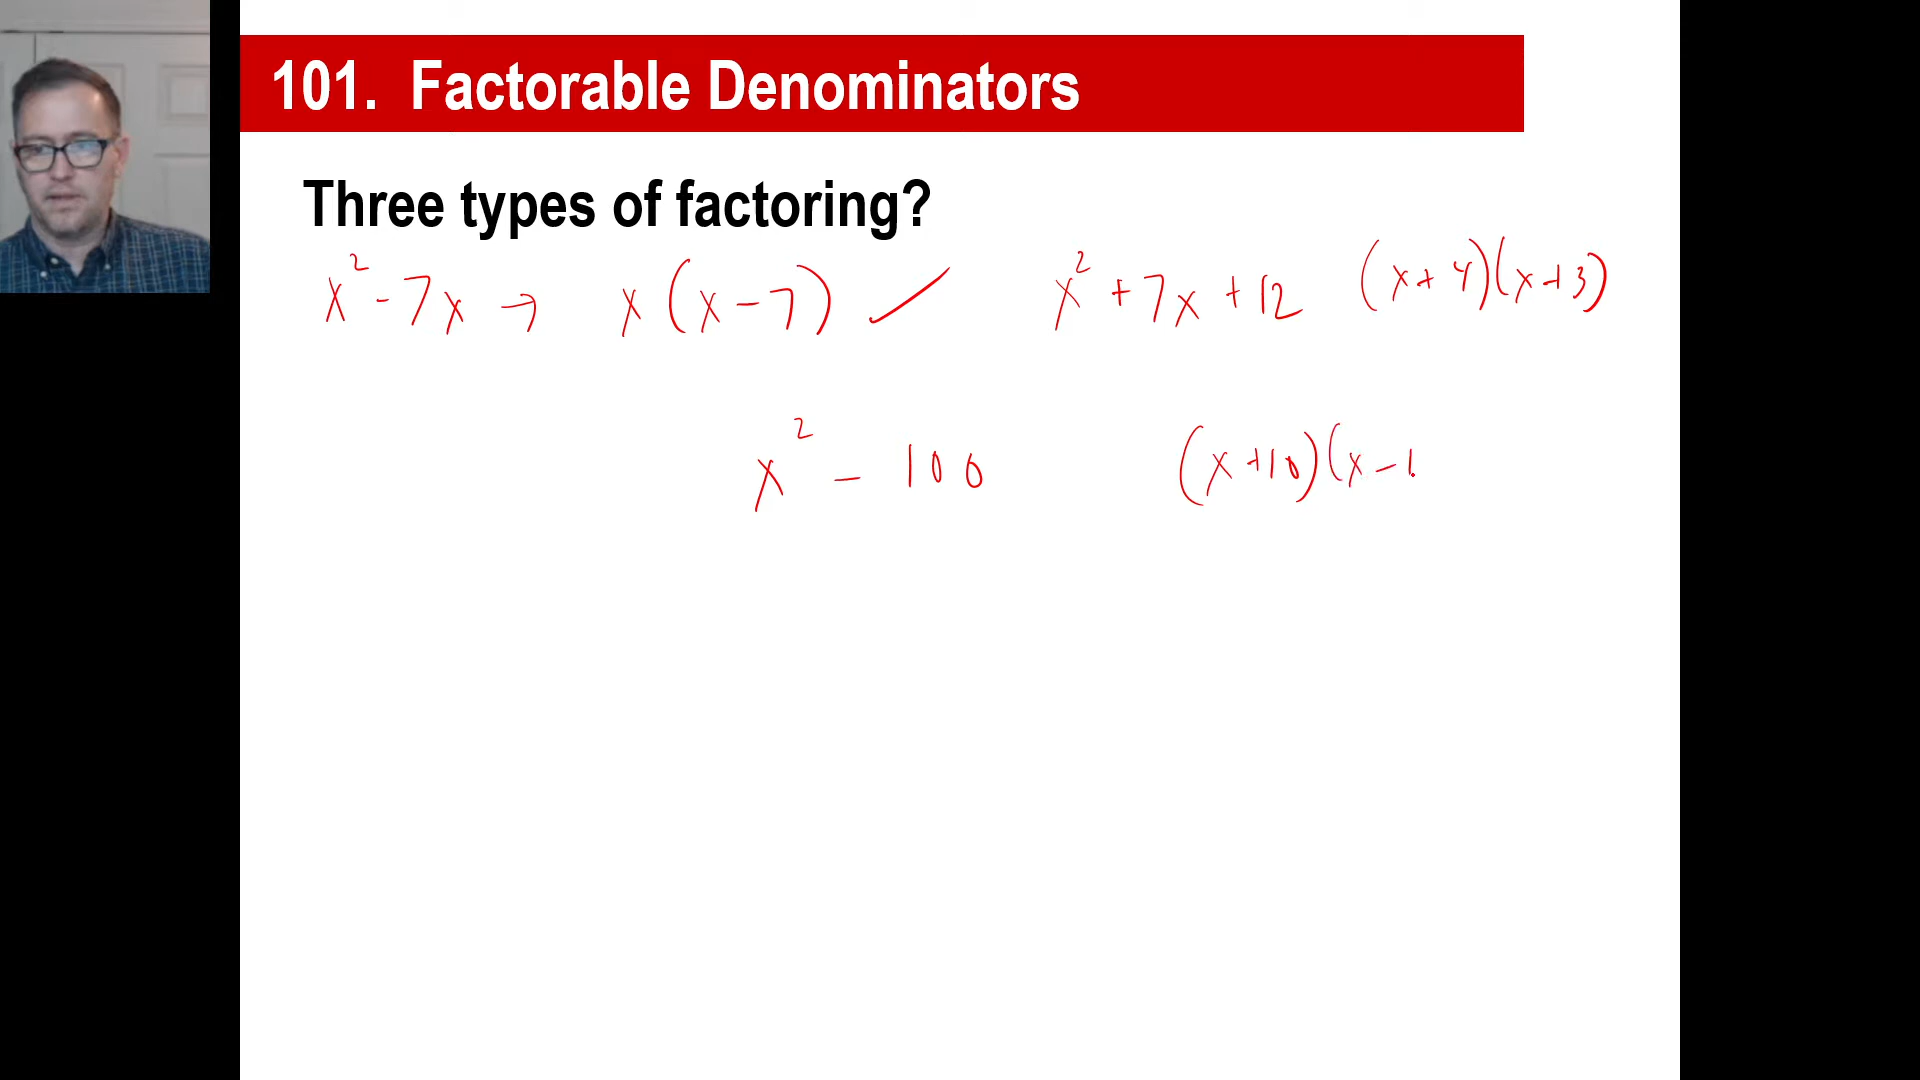 101. Factorable Denominators
Three types of factoring?
x² - 7x → x(x - 7) ✓ x² + 7x + 12 (x + 4)(x + 3)
x² - 100 (x + 10)(x - 1